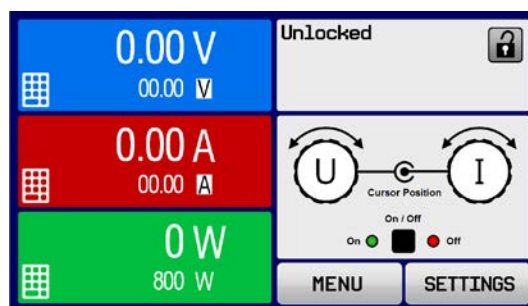 0.00 V
00.00 V
0.00 A
00.00 A
0 W
800 W
Unlocked
U
I
Cursor Position
On / Off
On
Off
MENU
SETTINGS